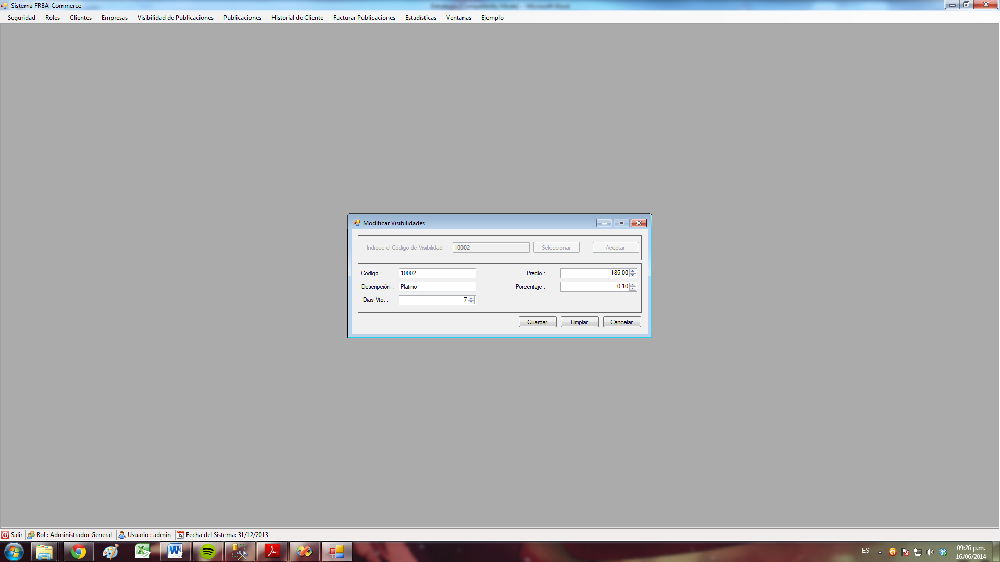 Sistema FRBA-Commerce
Seguridad Roles Clientes Empresas Visibilidad de Publicaciones Publicaciones Historial de Cliente Facturar Publicaciones Estadísticas Ventanas Ejemplo
Modificar Visibilidades
Indique el Codigo de Visibilidad : 10002 Seleccionar Aceptar
Codigo : 10002 Precio : 185,00
Descripción : Platino Porcentaje : 0,10
Dias Vto. : 7
Guardar Limpiar Cancelar
Salir Rol : Administrador General Usuario : admin Fecha del Sistema: 31/12/2013
ES 09:26 p.m.
16/06/2014